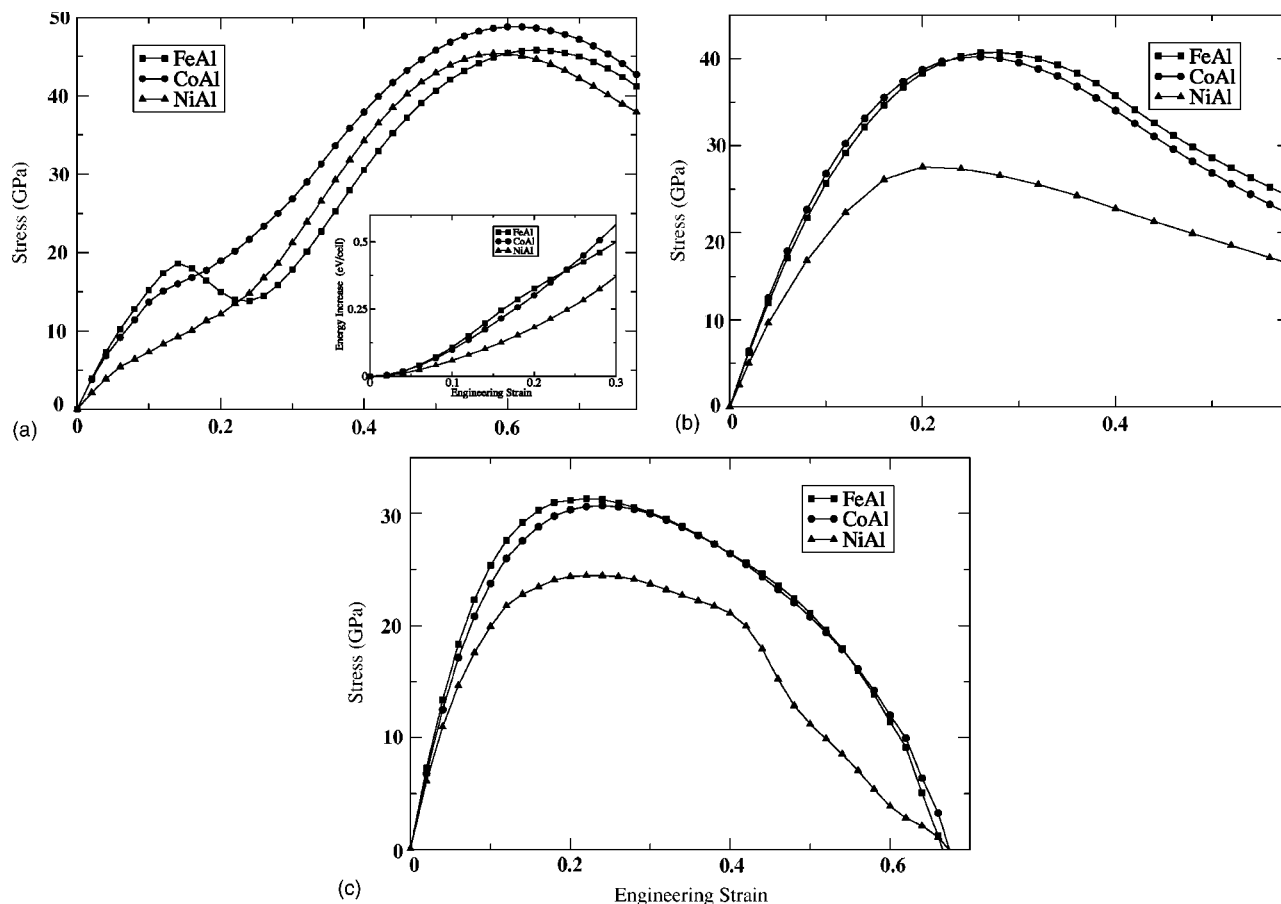 50
40
30
20
10
0
Stress (GPa)
FeAl
CoAl
NiAl
0.5
0.25
0
Energy Increase (eV/cell)
FeAl
CoAl
NiAl
0 0.1 0.2 0.3
Engineering Strain
0 0.2 0.4 0.6
(a)
40
30
20
10
0
Stress (GPa)
FeAl
CoAl
NiAl
0 0.2 0.4
(b)
30
20
10
0
Stress (GPa)
FeAl
CoAl
NiAl
0 0.2 0.4 0.6
(c)
Engineering Strain